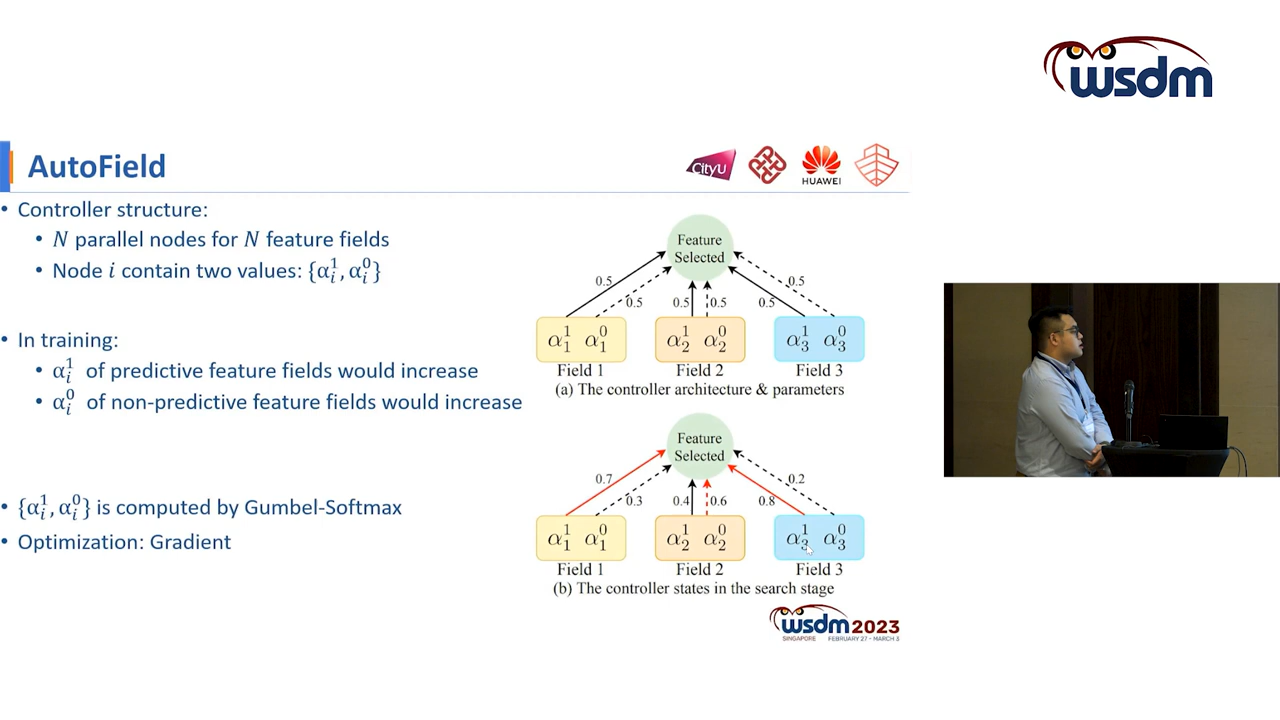 wsdm
AutoField
CityU
HUAWEI
• Controller structure:
• N parallel nodes for N feature fields
• Node i contain two values: {α_i^1, α_i^0}
• In training:
• α_i^1 of predictive feature fields would increase
• α_i^0 of non-predictive feature fields would increase
• {α_i^1, α_i^0} is computed by Gumbel-Softmax
• Optimization: Gradient
Feature
Selected
0.5 0.5 0.5 0.5 0.5 0.5
α_1^1 α_1^0 α_2^1 α_2^0 α_3^1 α_3^0
Field 1 Field 2 Field 3
(a) The controller architecture & parameters
Feature
Selected
0.7 0.3 0.4 0.6 0.8 0.2
α_1^1 α_1^0 α_2^1 α_2^0 α_3^1 α_3^0
Field 1 Field 2 Field 3
(b) The controller states in the search stage
wsdm 2023
SINGAPORE FEBRUARY 27 - MARCH 3